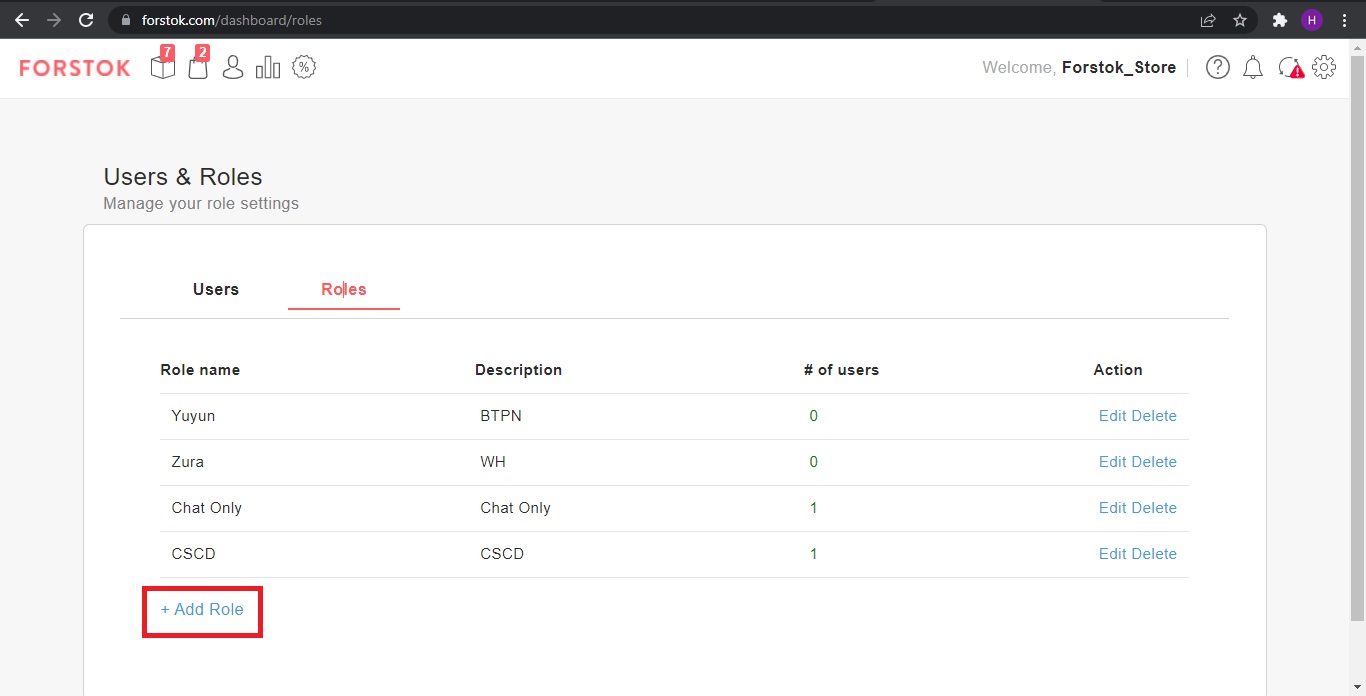 forstok.com/dashboard/roles
H
FORSTOK
7
2
%
Welcome, Forstok_Store
?
Users & Roles
Manage your role settings
Users Roles
Role name Description # of users Action
Yuyun BTPN 0 Edit Delete
Zura WH 0 Edit Delete
Chat Only Chat Only 1 Edit Delete
CSCD CSCD 1 Edit Delete
+ Add Role